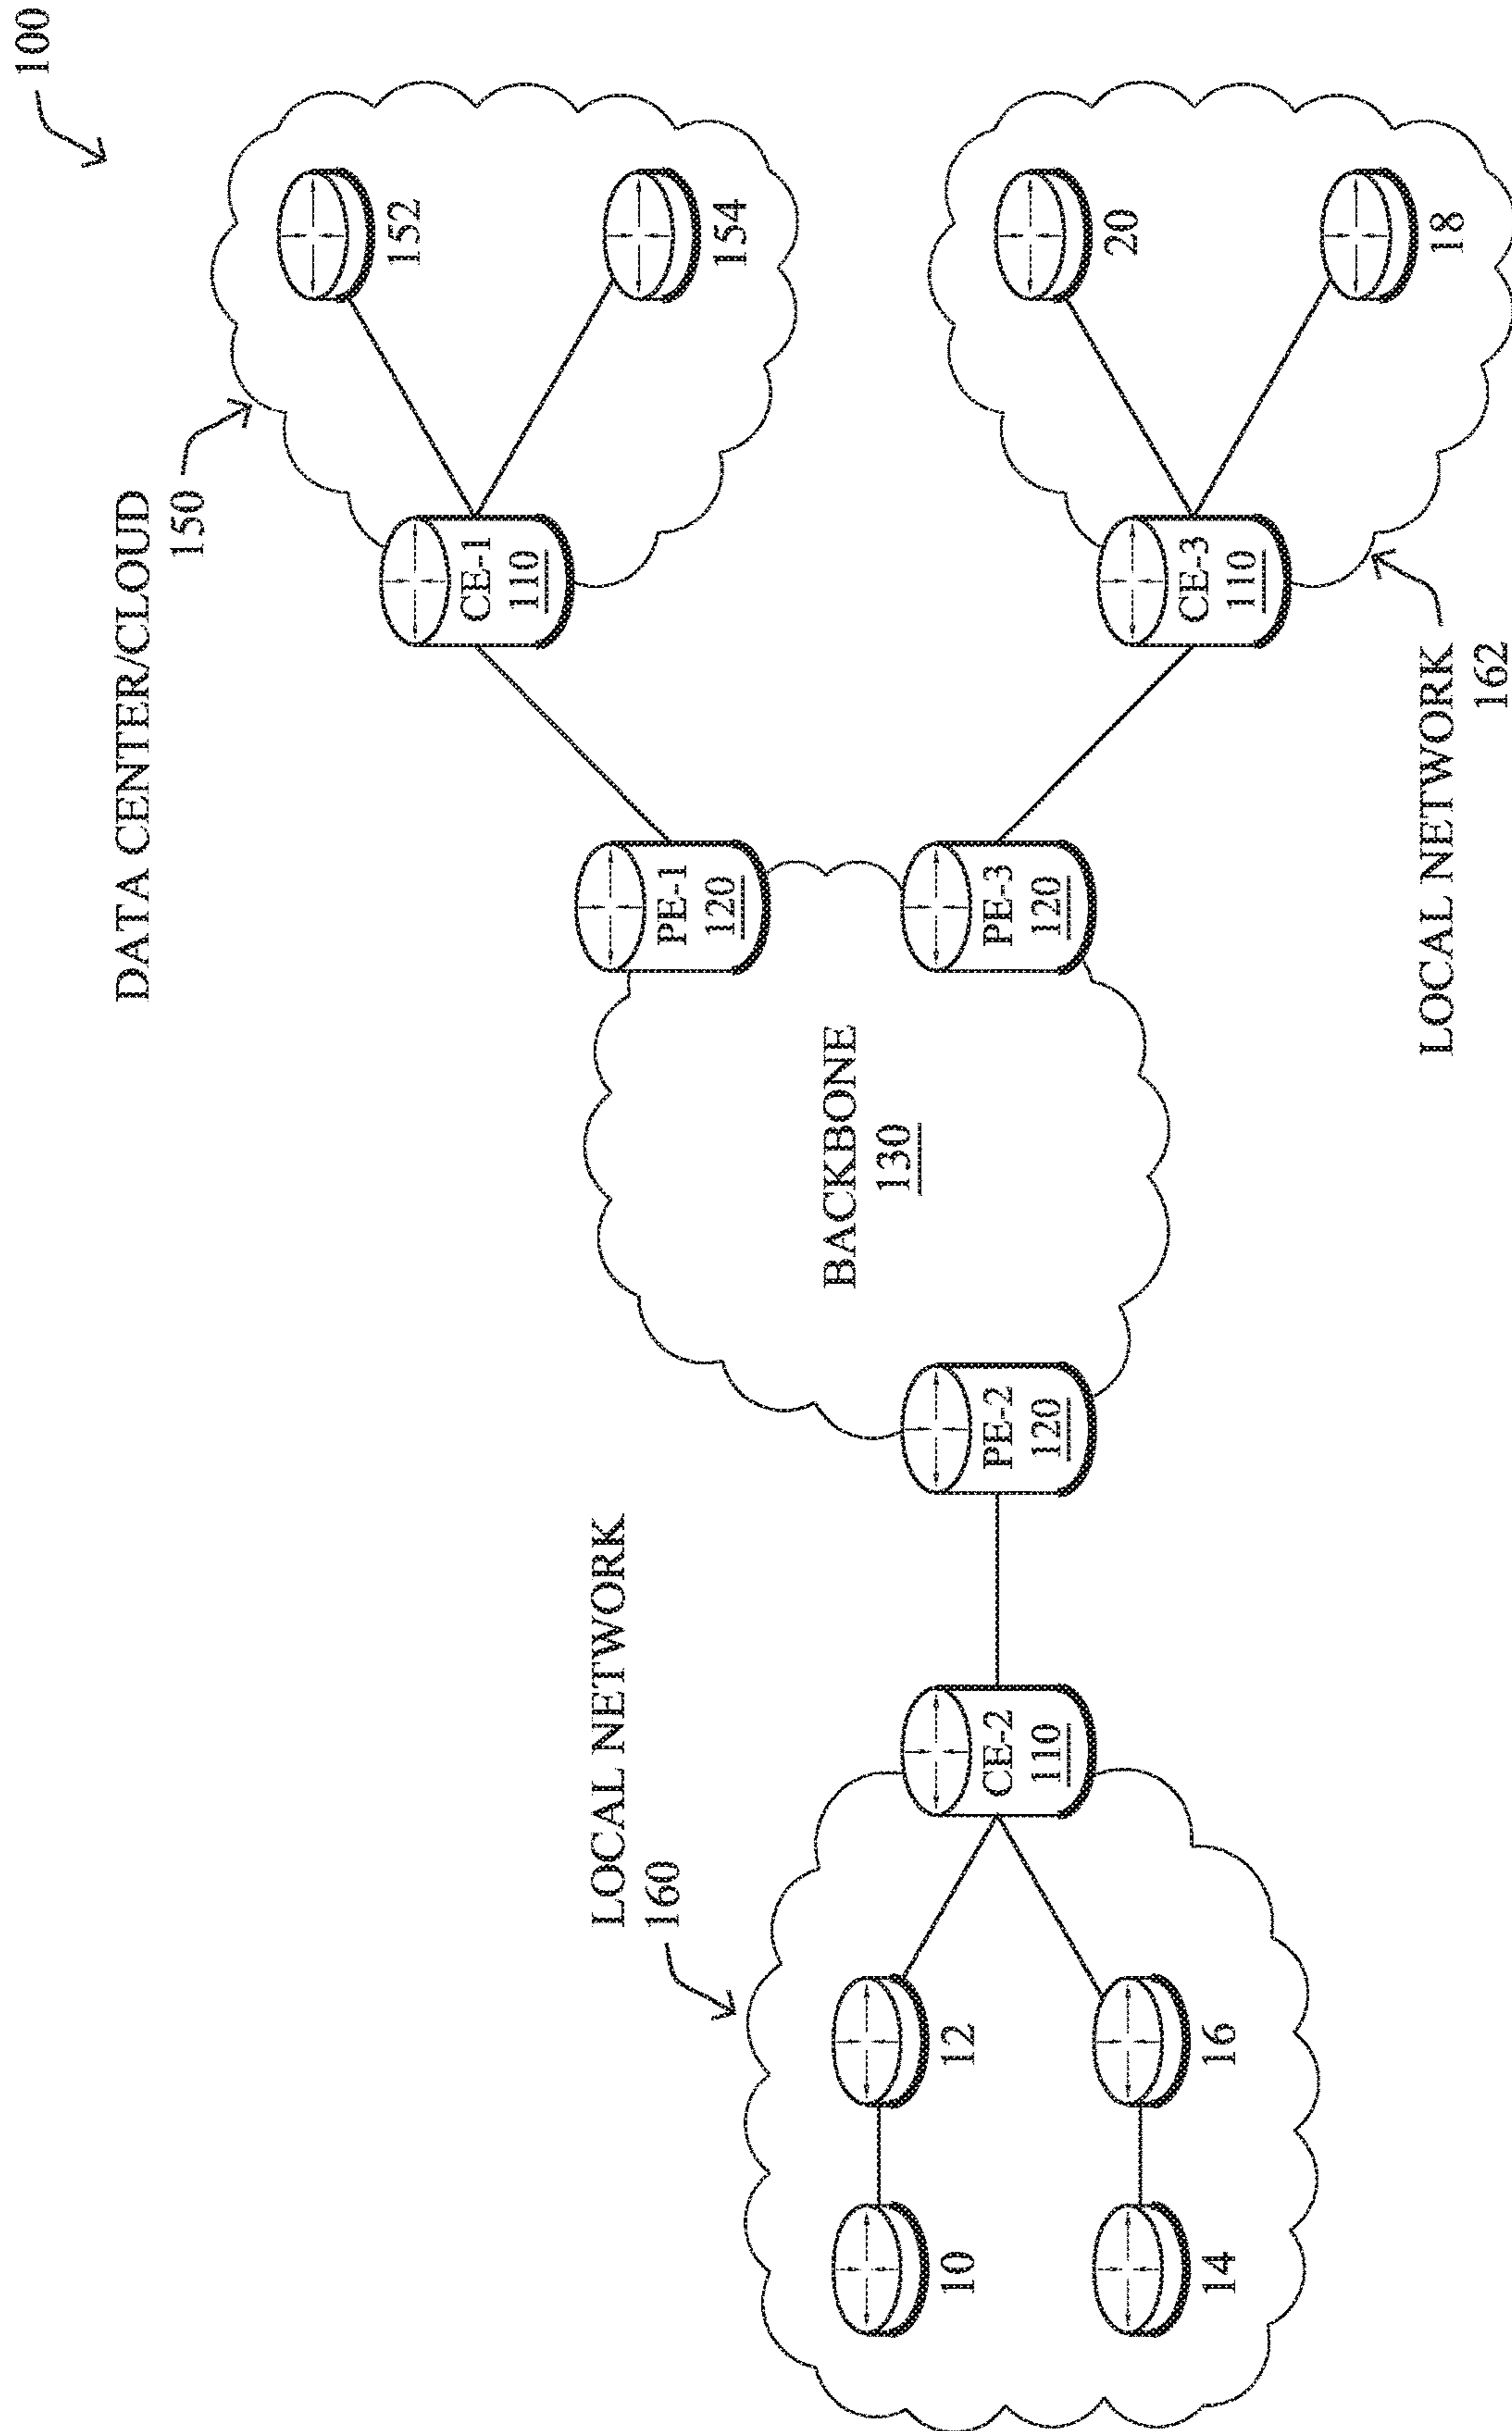 100
DATA CENTER/CLOUD
150
152
154
CE-1
110
PE-1
120
BACKBONE
130
LOCAL NETWORK
160
10
12
14
16
CE-2
110
PE-2
120
PE-3
120
CE-3
110
20
18
LOCAL NETWORK
162